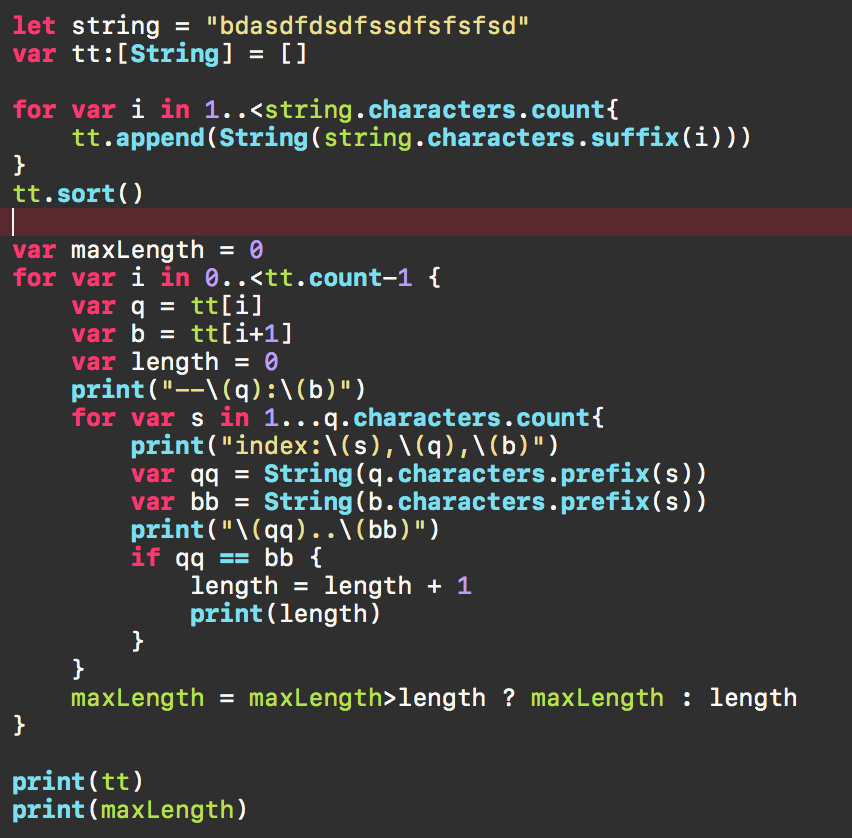 let string = "bdasdfdsdfssdfsfsfsd"
var tt:[String] = []
for var i in 1..<string.characters.count{
    tt.append(String(string.characters.suffix(i)))
}
tt.sort()
var maxLength = 0
for var i in 0..<tt.count-1 {
    var q = tt[i]
    var b = tt[i+1]
    var length = 0
    print("--\(q):\(b)")
    for var s in 1...q.characters.count{
        print("index:\(s),\(q),\(b)")
        var qq = String(q.characters.prefix(s))
        var bb = String(b.characters.prefix(s))
        print("\(qq)..\(bb)")
        if qq == bb {
            length = length + 1
            print(length)
        }
    }
    maxLength = maxLength>length ? maxLength : length
}
print(tt)
print(maxLength)